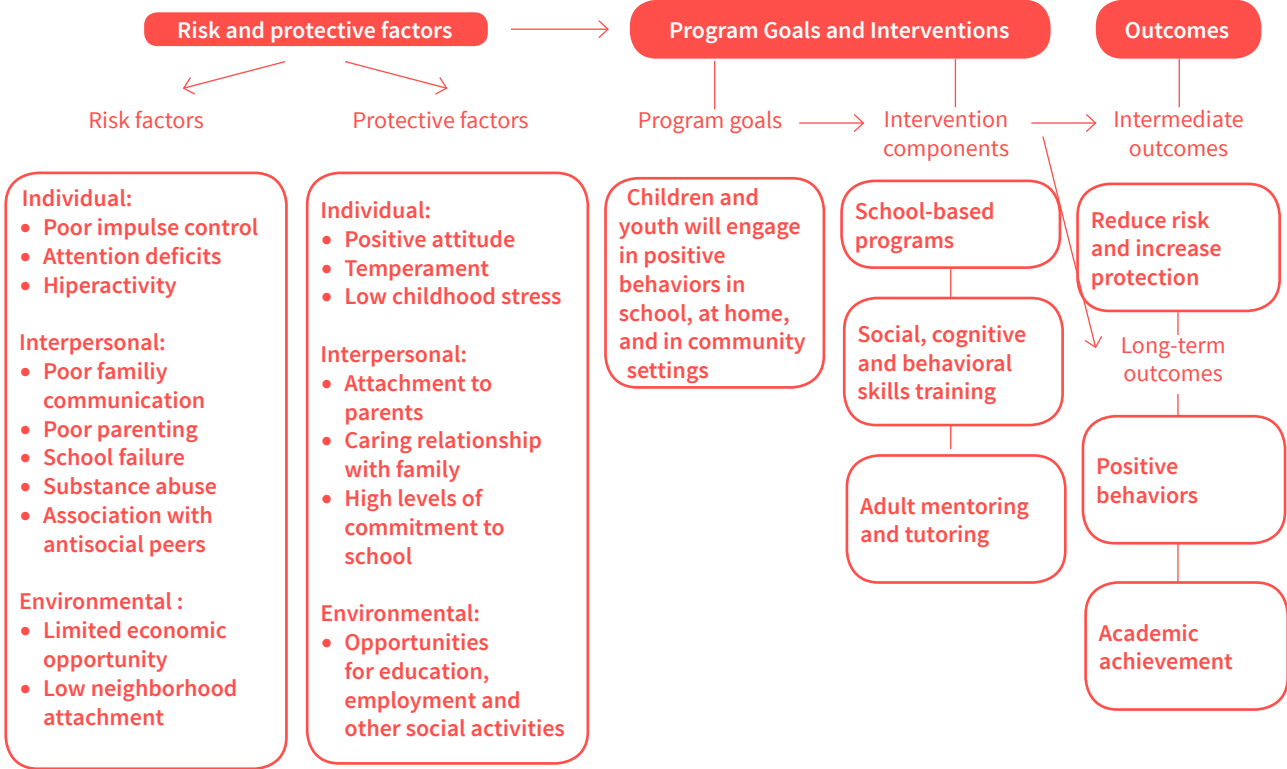 Risk and protective factors
Program Goals and Interventions
Outcomes
Risk factors
Protective factors
Program goals
Intervention
components
Intermediate
outcomes
Individual:
• Poor impulse control
• Attention deficits
• Hiperactivity
Interpersonal:
• Poor familiy
communication
• Poor parenting
• School failure
• Substance abuse
• Association with
antisocial peers
Environmental :
• Limited economic
opportunity
• Low neighborhood
attachment
Individual:
• Positive attitude
• Temperament
• Low childhood stress
Interpersonal:
• Attachment to
parents
• Caring relationship
with family
• High levels of
commitment to
school
Environmental:
• Opportunities
for education,
employment and
other social activities
Children and
youth will engage
in positive
behaviors in
school, at home,
and in community
settings
School-based
programs
Social, cognitive
and behavioral
skills training
Adult mentoring
and tutoring
Reduce risk
and increase
protection
Long-term
outcomes
Positive
behaviors
Academic
achievement